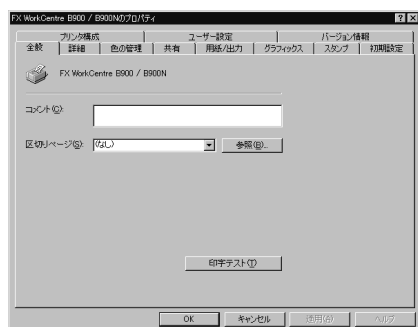 FX WorkCentre B900 / B900Nのプロパティ
プリンタ構成 ユーザー設定 バージョン情報
全般 詳細 色の管理 共有 用紙/出力 グラフィックス スタンプ 初期設定
FX WorkCentre B900 / B900N
コメント(C):
区切りページ(S): (なし) 参照(B)...
印字テスト(T)
OK キャンセル 適用(A) ヘルプ